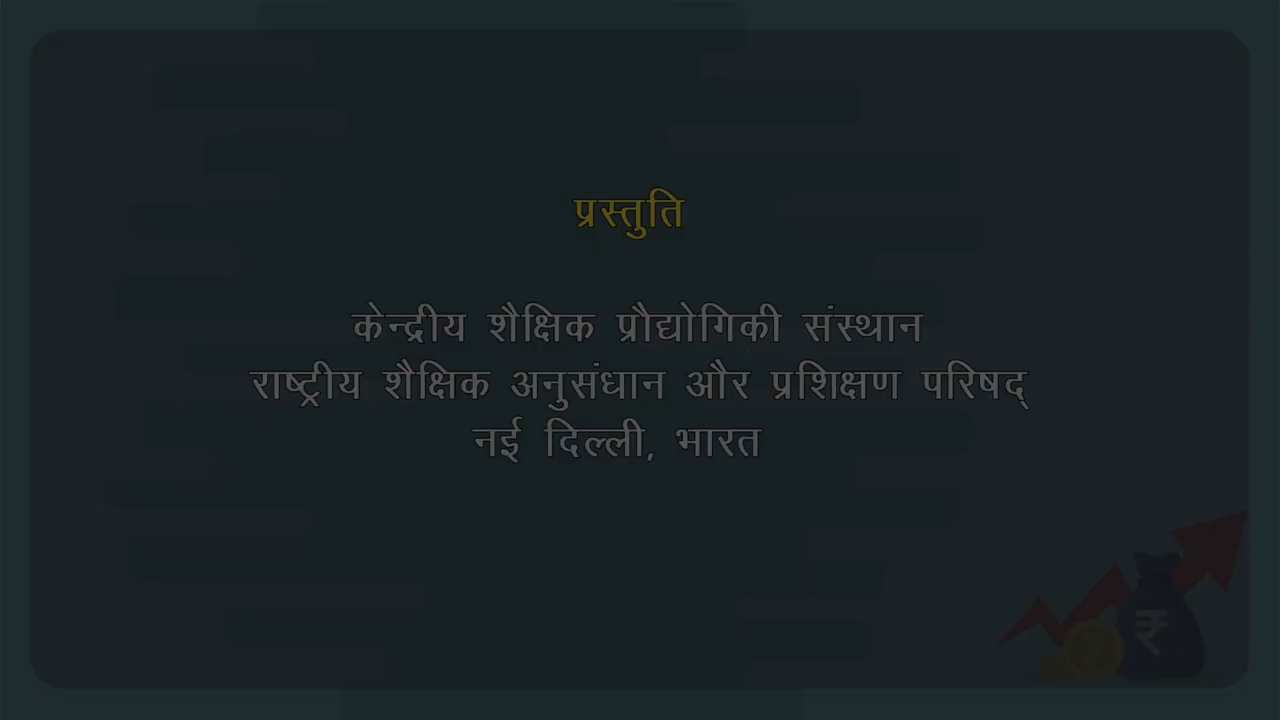 प्रस्तुति
केन्द्रीय शैक्षिक प्रौद्योगिकी संस्थान
राष्ट्रीय शैक्षिक अनुसंधान और प्रशिक्षण परिषद्
नई दिल्ली, भारत
₹